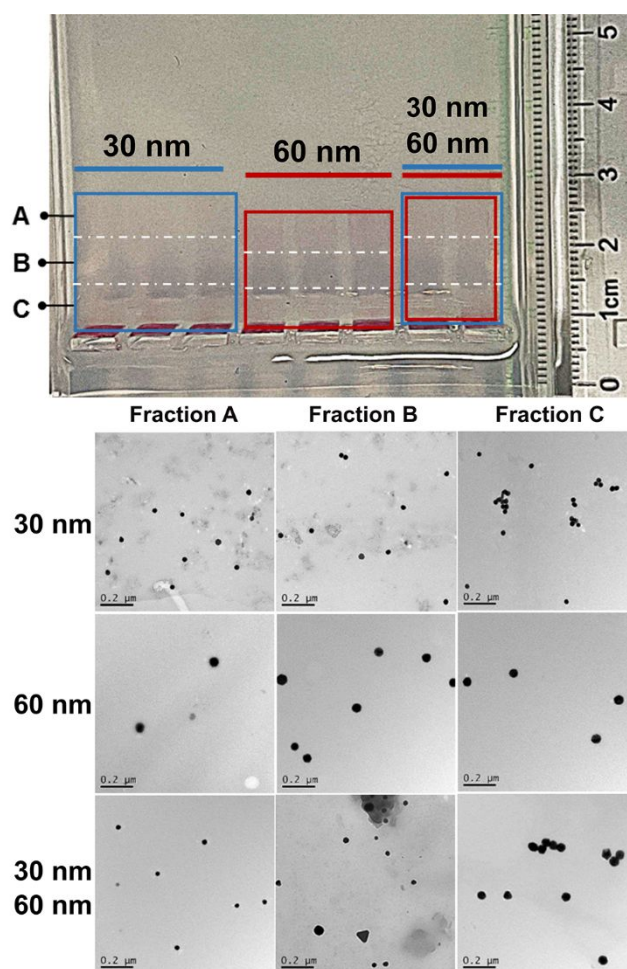 5
4
30 nm
30 nm
60 nm
60 nm
3
A
2
B
C
1cm
0
Fraction A
Fraction B
Fraction C
30 nm
0.2 µm
0.2 µm
0.2 µm
60 nm
0.2 µm
0.2 µm
0.2 µm
30 nm
60 nm
0.2 µm
0.2 µm
0.2 µm